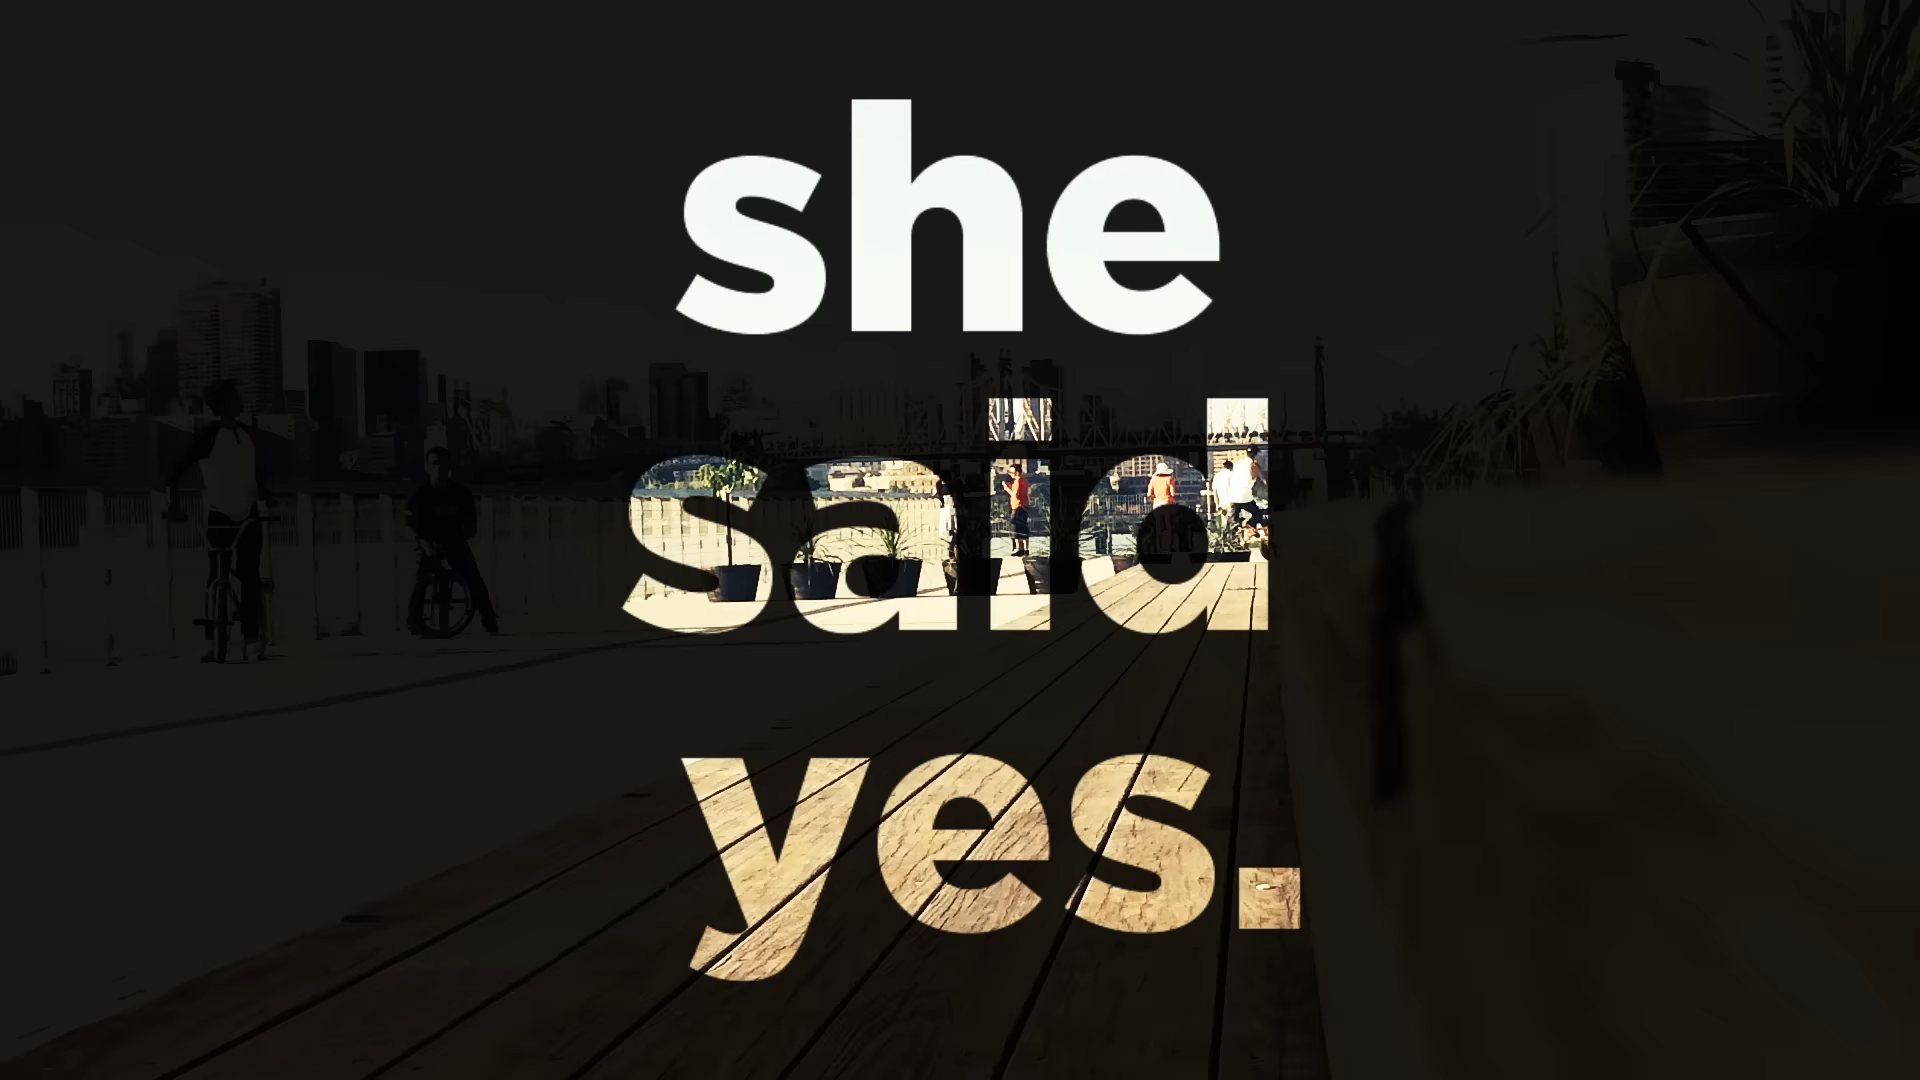 she
said
yes.